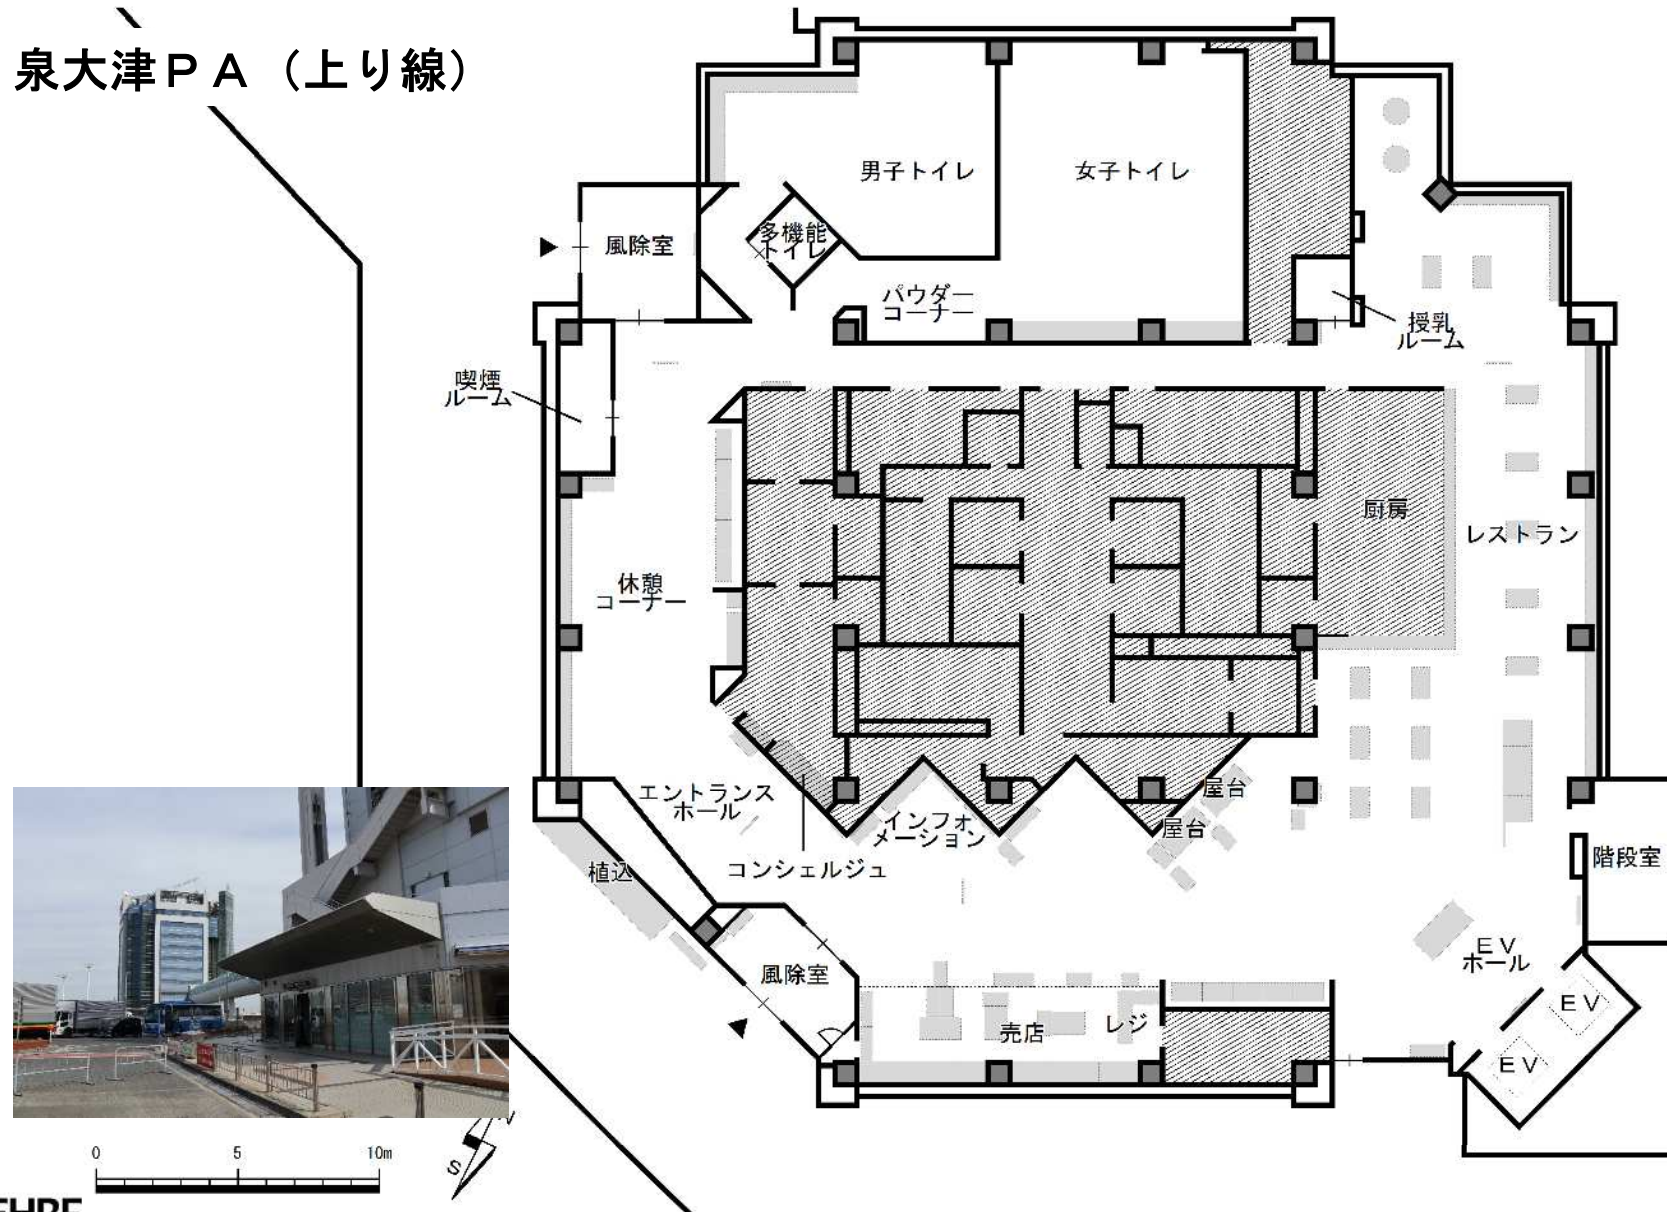 泉大津ＰＡ（上り線）
男子トイレ
女子トイレ
風除室
多機能
トイレ
パウダー
コーナー
授乳
ルーム
喫煙
ルーム
厨房
レストラン
休憩
コーナー
エントランス
ホール
屋台
屋台
インフォ
メーション
コンシェルジュ
植込
階段室
ＥＶ
ホール
風除室
ＥＶ
レジ
売店
ＥＶ
0 5 10m
S